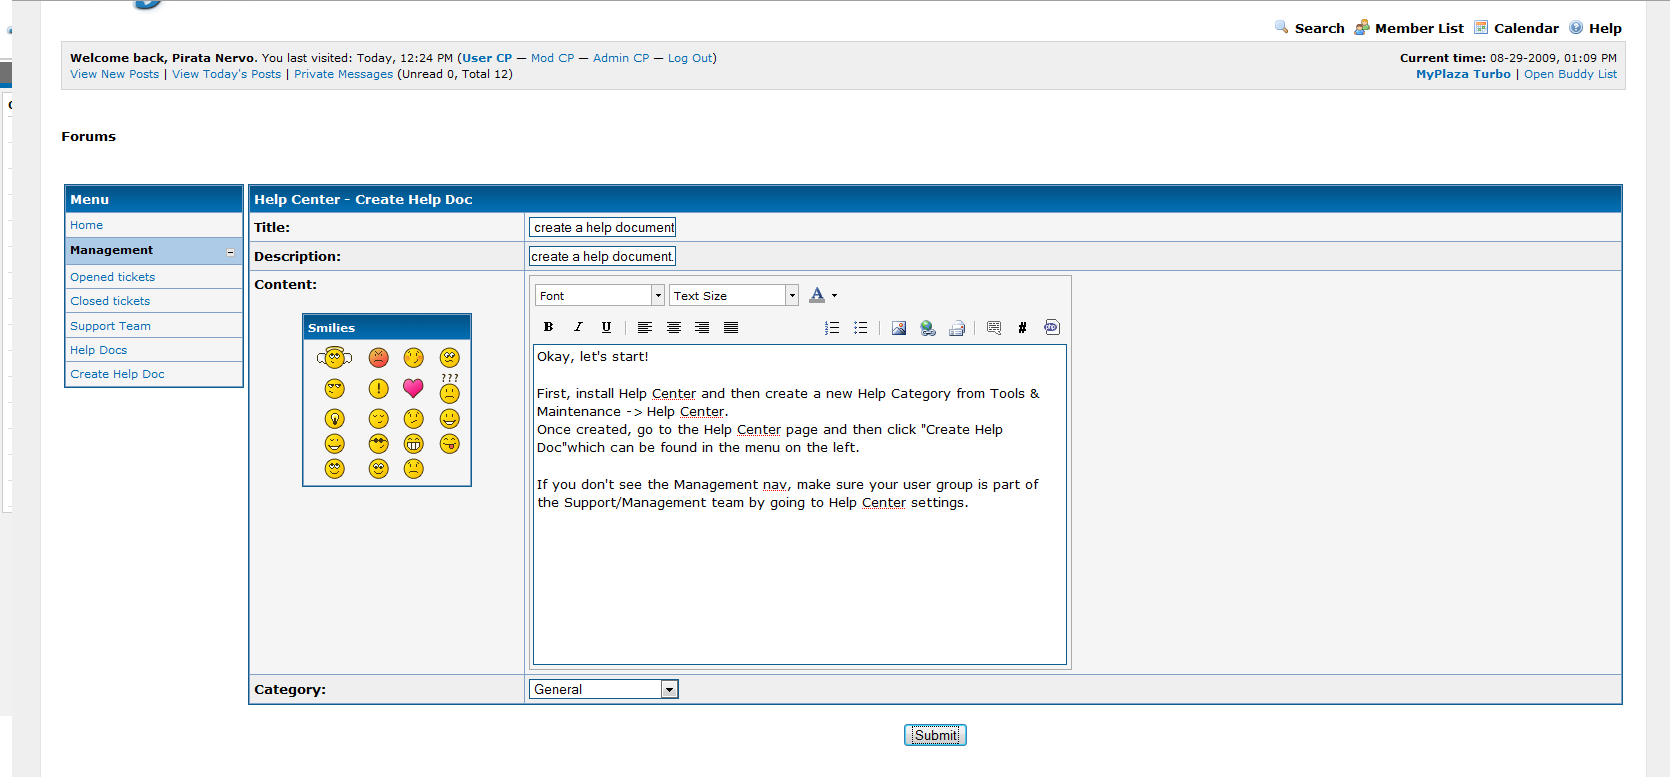 Search Member List Calendar Help
Welcome back, Pirata Nervo. You last visited: Today, 12:24 PM (User CP — Mod CP — Admin CP — Log Out)
Current time: 08-29-2009, 01:09 PM
View New Posts | View Today's Posts | Private Messages (Unread 0, Total 12)
MyPlaza Turbo | Open Buddy List
Forums
Menu
Home
Management
Opened tickets
Closed tickets
Support Team
Help Docs
Create Help Doc
Help Center - Create Help Doc
Title:
create a help document
Description:
create a help document.
Content:
Smilies
???
Font
Text Size
A
B I U
#
php
Okay, let's start!
First, install Help Center and then create a new Help Category from Tools &
Maintenance -> Help Center.
Once created, go to the Help Center page and then click "Create Help
Doc"which can be found in the menu on the left.
If you don't see the Management nav, make sure your user group is part of
the Support/Management team by going to Help Center settings.
Category:
General
Submit